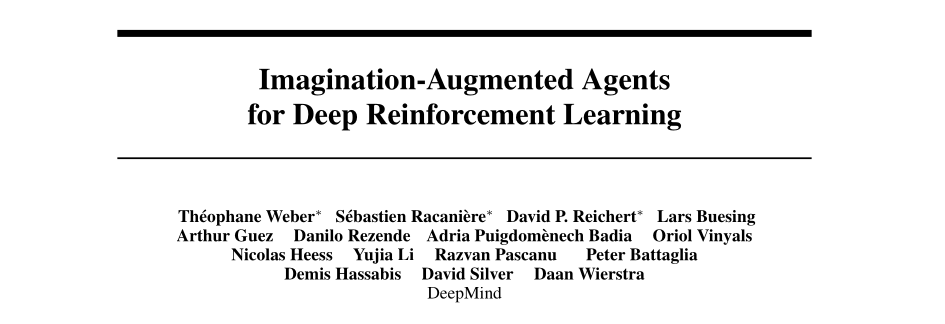 Imagination-Augmented Agents
for Deep Reinforcement Learning
Théophane Weber* Sébastien Racanière* David P. Reichert* Lars Buesing
Arthur Guez Danilo Rezende Adria Puigdomènech Badia Oriol Vinyals
Nicolas Heess Yujia Li Razvan Pascanu Peter Battaglia
Demis Hassabis David Silver Daan Wierstra
DeepMind